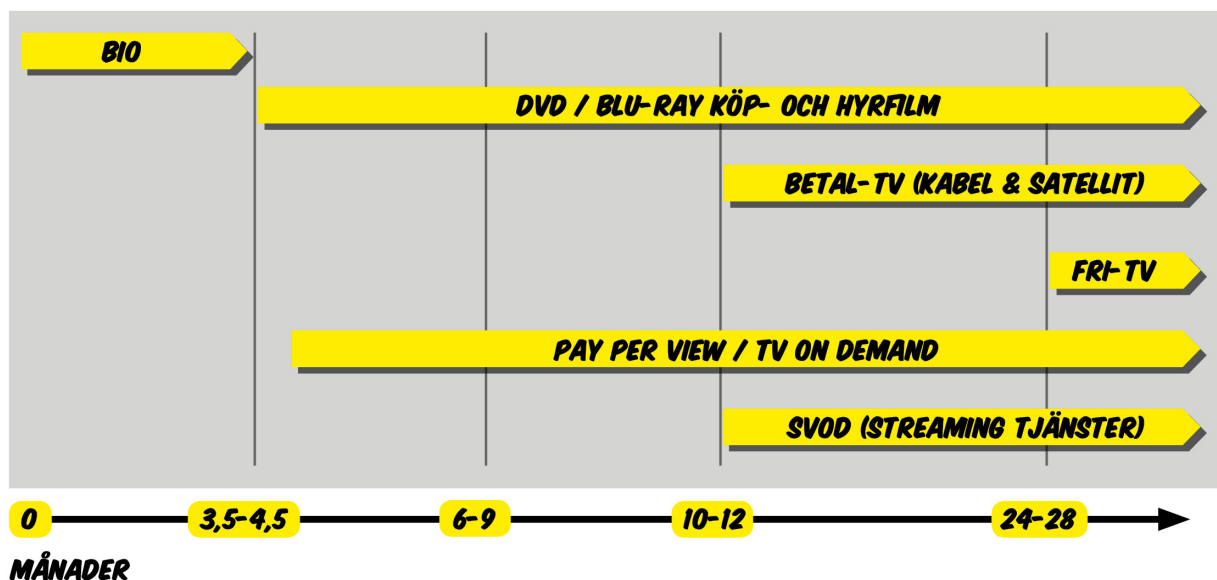 BIO
DVD / BLU-RAY KÖP- OCH HYRFILM
BETAL-TV (KABEL & SATELLIT)
FRI-TV
PAY PER VIEW / TV ON DEMAND
SVOD (STREAMING TJÄNSTER)
0 3,5-4,5 6-9 10-12 24-28
MÅNADER